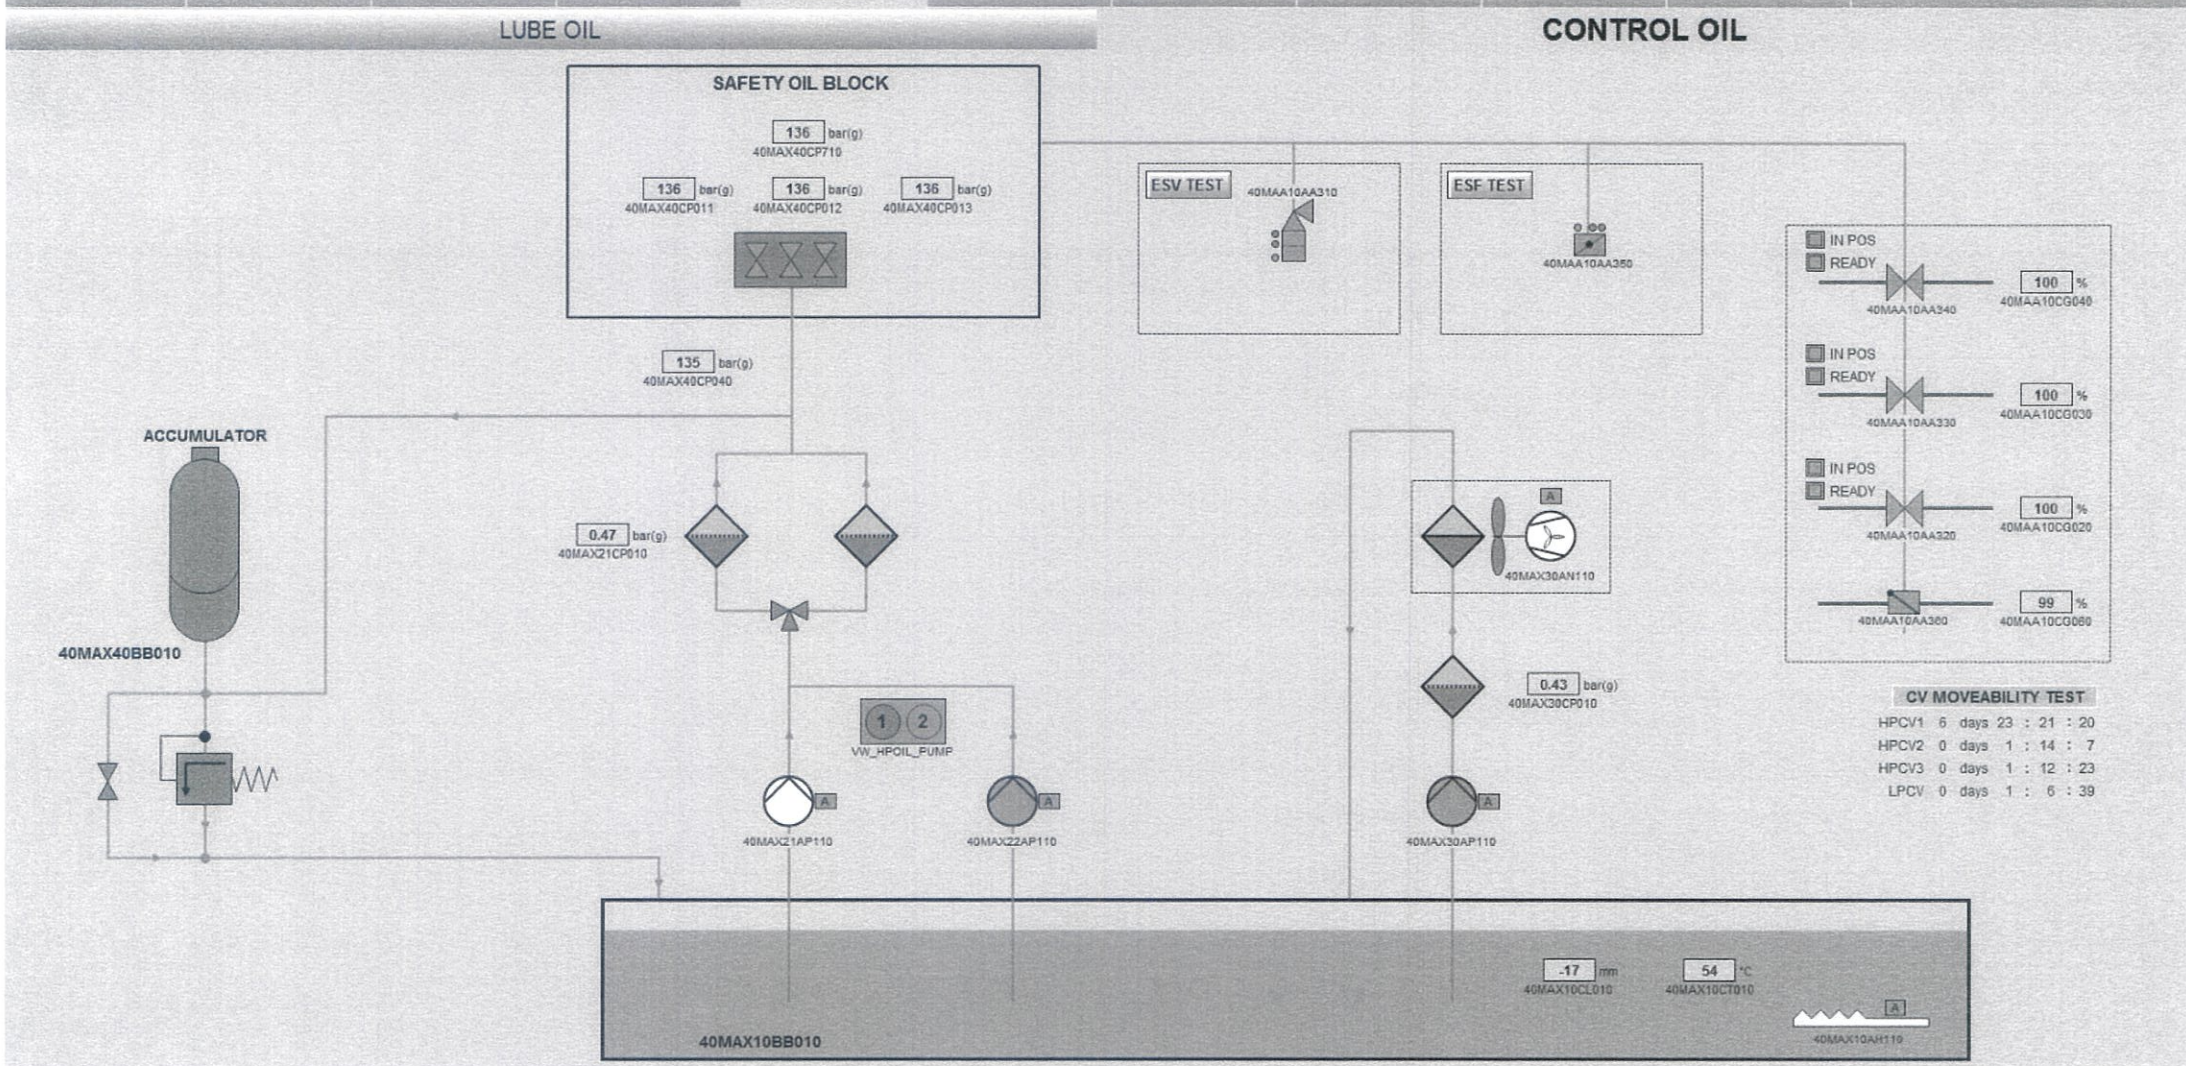 LUBE OIL
CONTROL OIL
SAFETY OIL BLOCK
136 bar(g)
40MAX40CP710
136 bar(g)
40MAX40CP011
136 bar(g)
40MAX40CP012
136 bar(g)
40MAX40CP013
135 bar(g)
40MAX40CP040
ESV TEST
40MAA10AA310
ESF TEST
40MAA10AA350
IN POS
READY
40MAA10AA340
100 %
40MAA10CG040
IN POS
READY
40MAA10AA330
100 %
40MAA10CG030
IN POS
READY
40MAA10AA320
100 %
40MAA10CG020
40MAA10AA360
99 %
40MAA10CG060
ACCUMULATOR
40MAX40BB010
0.47 bar(g)
40MAX21CP010
A
40MAX30AN110
0.43 bar(g)
40MAX30CP010
1 2
VW_HPOIL_PUMP
A
40MAX21AP110
A
40MAX22AP110
A
40MAX30AP110
CV MOVEABILITY TEST
HPCV1 6 days 23 : 21 : 20
HPCV2 0 days 1 : 14 : 7
HPCV3 0 days 1 : 12 : 23
LPCV 0 days 1 : 6 : 39
-17 mm
40MAX10CL010
54 °C
40MAX10CT010
A
40MAX10AH110
40MAX10BB010